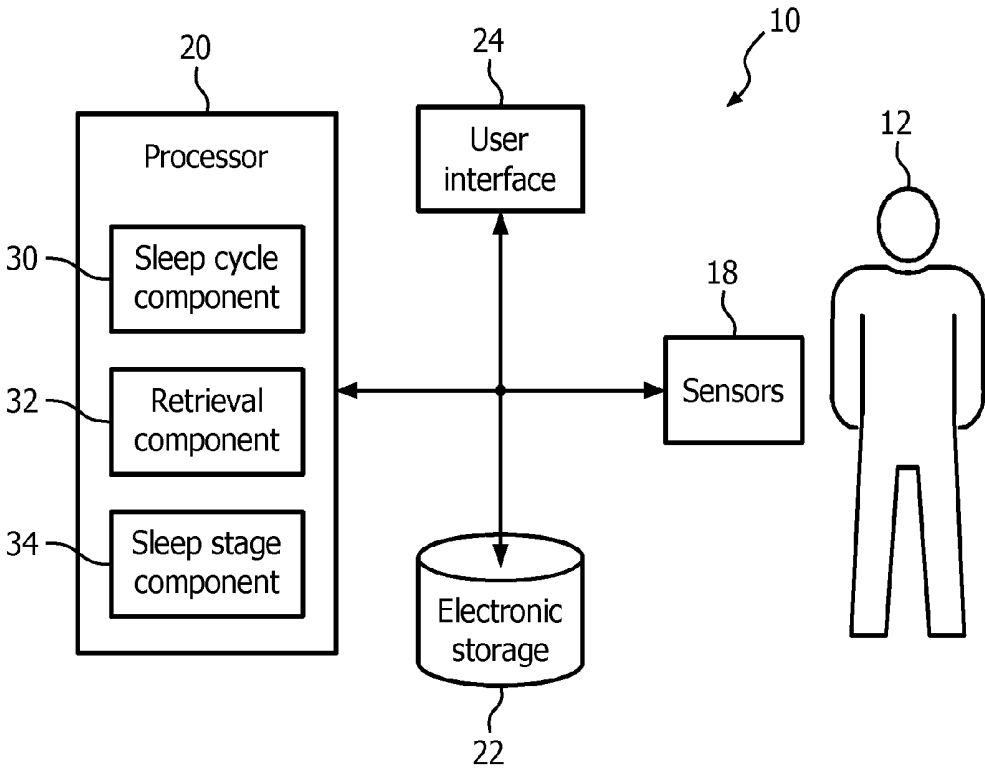 10
20
24
12
Processor
User
interface
30
Sleep cycle
component
18
Sensors
32
Retrieval
component
34
Sleep stage
component
Electronic
storage
22